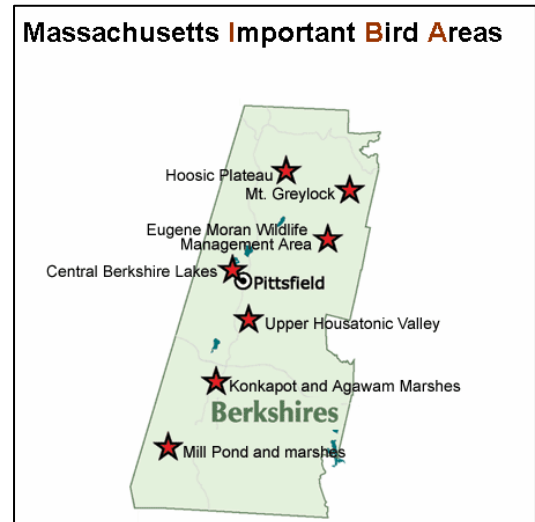 Massachusetts Important Bird Areas
Hoosic Plateau
Mt. Greylock
Eugene Moran Wildlife
Management Area
Central Berkshire Lakes
Pittsfield
Upper Housatonic Valley
Konkapot and Agawam Marshes
Berkshires
Mill Pond and marshes